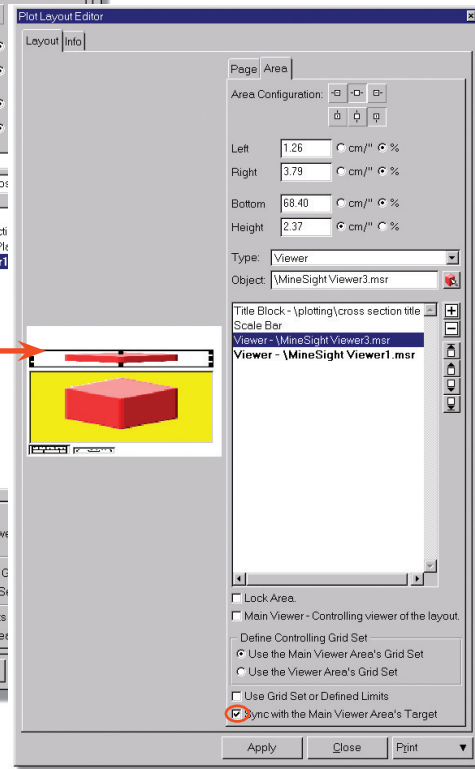 Plot Layout Editor
Layout Info
Page Area
Area Configuration:
Left 1.26 cm/" %
Right 3.79 cm/" %
Bottom 68.40 cm/" %
Height 2.37 cm/" %
Type: Viewer
Object: \MineSight Viewer3.msr
Title Block - \plotting\cross section title
Scale Bar
Viewer - \MineSight Viewer3.msr
Viewer - \MineSight Viewer1.msr
Lock Area.
Main Viewer - Controlling viewer of the layout.
Define Controlling Grid Set
Use the Main Viewer Area's Grid Set
Use the Viewer Area's Grid Set
Use Grid Set or Defined Limits
Sync with the Main Viewer Area's Target
Apply Close Print